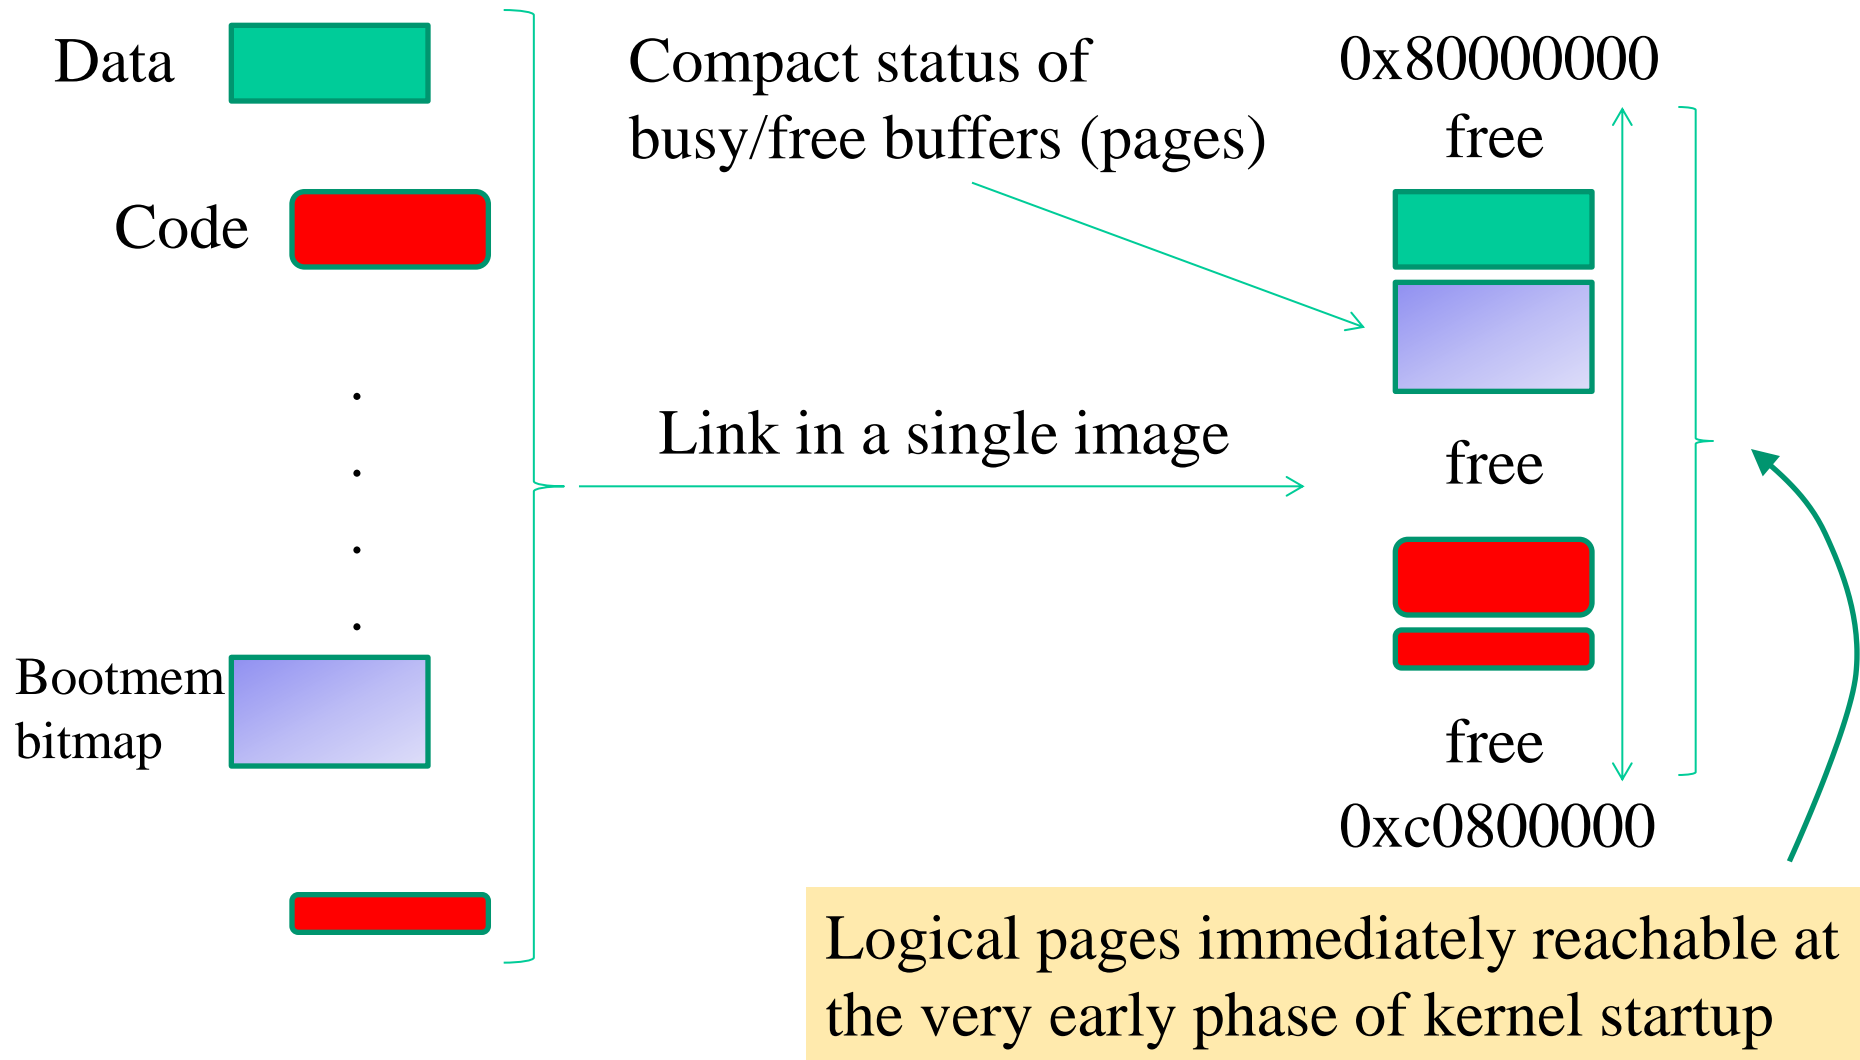 Data
Code
.
.
.
.
Bootmem
bitmap
Compact status of
busy/free buffers (pages)
Link in a single image
0x80000000
free
free
free
0xc0800000
Logical pages immediately reachable at
the very early phase of kernel startup